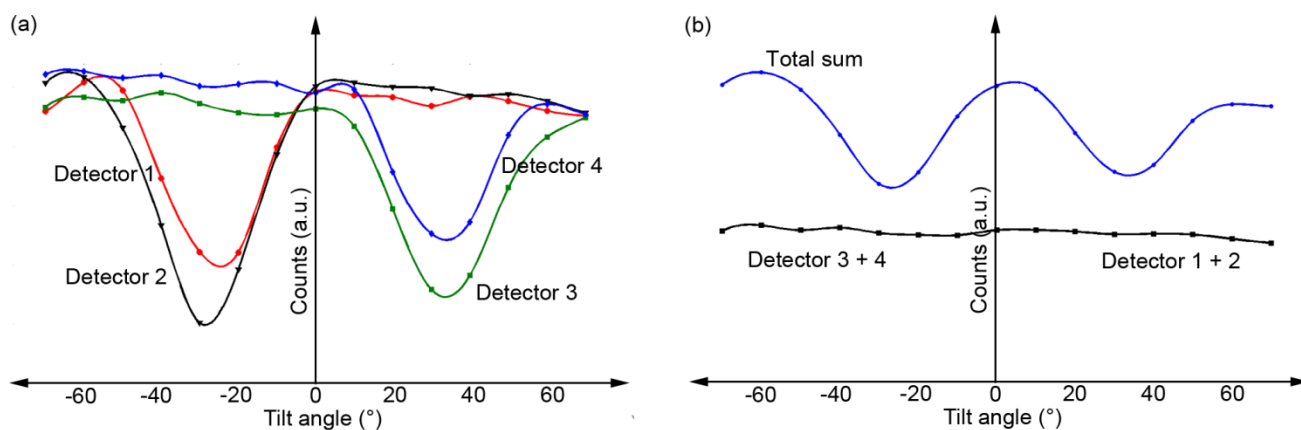 (a)
Detector 1
Detector 2
Detector 4
Detector 3
Counts (a.u.)
-60 -40 -20 0 20 40 60
Tilt angle (°)
(b)
Total sum
Detector 3 + 4
Detector 1 + 2
Counts (a.u.)
-60 -40 -20 0 20 40 60
Tilt angle (°)